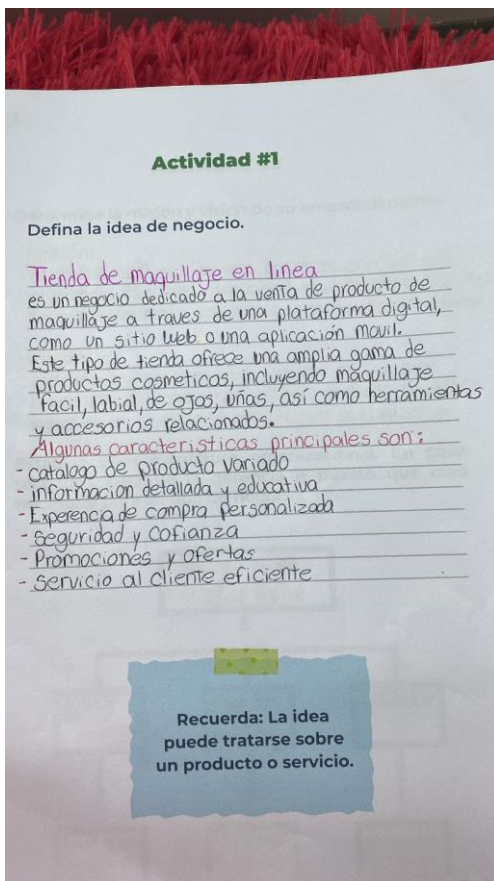 Actividad #1
Defina la idea de negocio.
Tienda de maquillaje en linea
es un negocio dedicado a la venta de producto de
maquillaje a traves de una plataforma digital,
como un sitio web o una aplicación movil.
Este tipo de tienda ofrece una amplia gama de
productos cosmeticos, incluyendo maquillaje
facil, labial, de ojos, uñas, así como herramientas
y accesorios relacionados.
Algunas caracteristicas principales son:
- catalogo de producto variado
- informacion detallada y educativa
- Experencia de compra personalizada
- seguridad y cofianza
- Promociones y ofertas
- servicio al cliente eficiente
Recuerda: La idea
puede tratarse sobre
un producto o servicio.